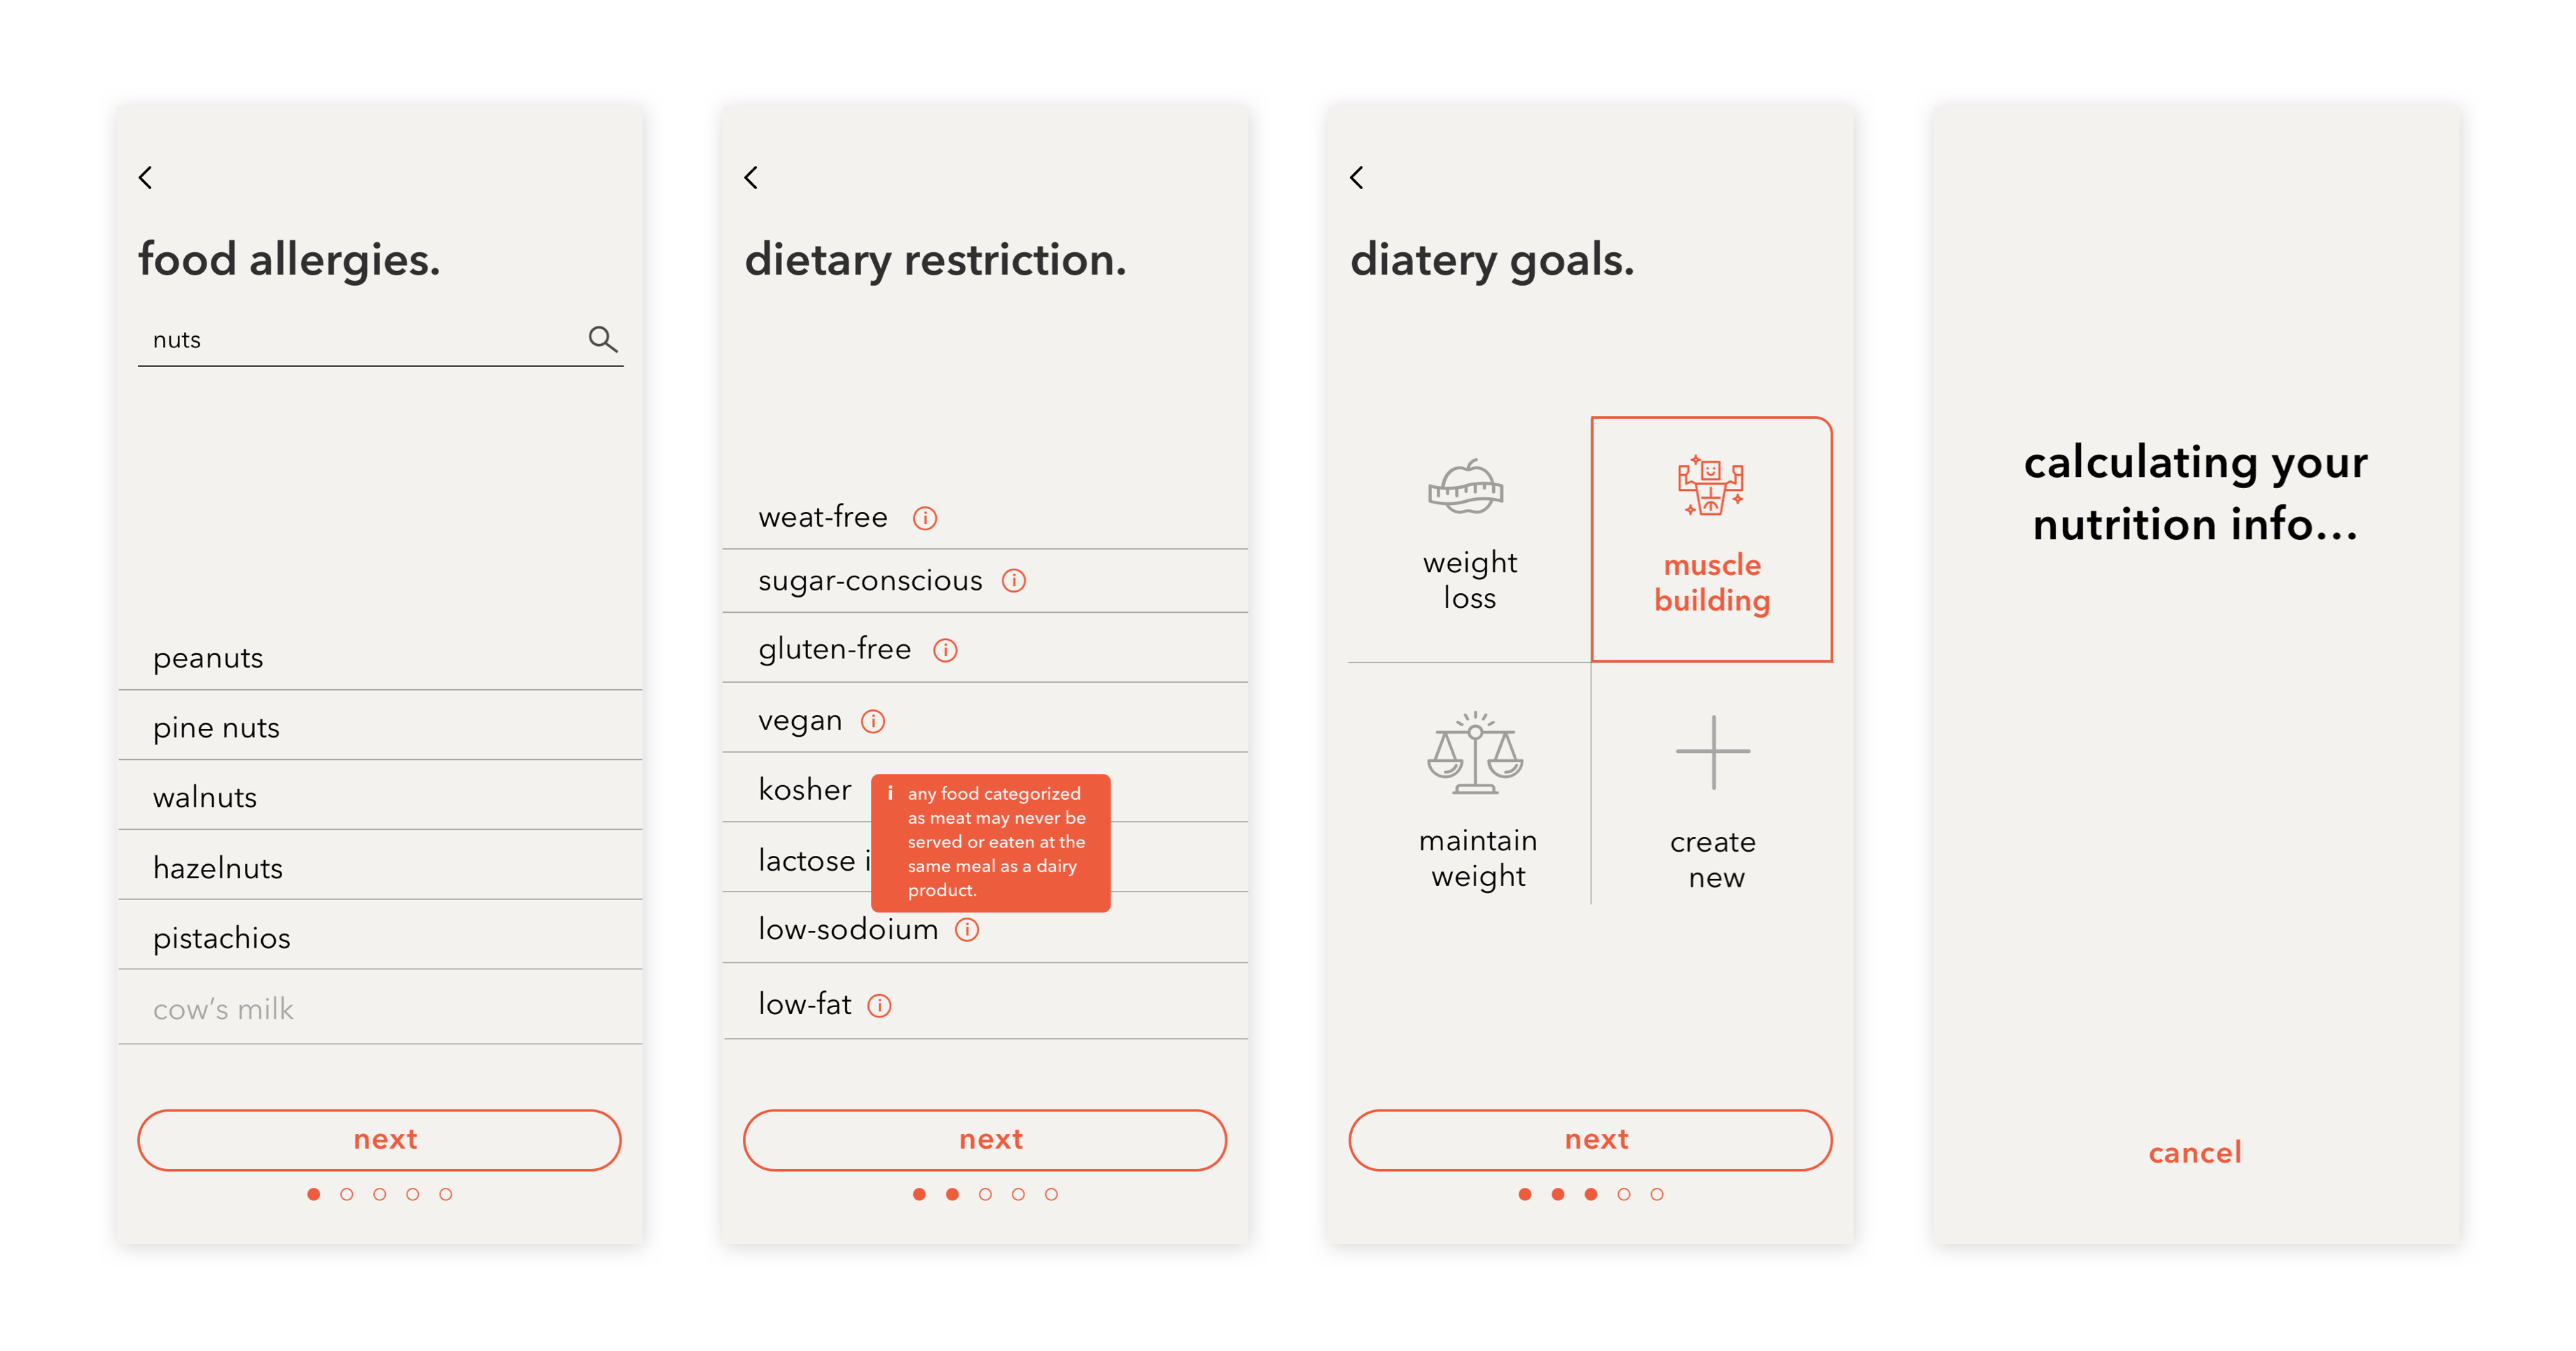 food allergies.
nuts
peanuts
pine nuts
walnuts
hazelnuts
pistachios
cow's milk
next
dietary restriction.
weat-free
sugar-conscious
gluten-free
vegan
kosher
i any food categorized
as meat may never be
served or eaten at the
same meal as a dairy
product.
lactose i
low-sodoium
low-fat
next
diatery goals.
weight
loss
muscle
building
maintain
weight
create
new
next
calculating your
nutrition info...
cancel